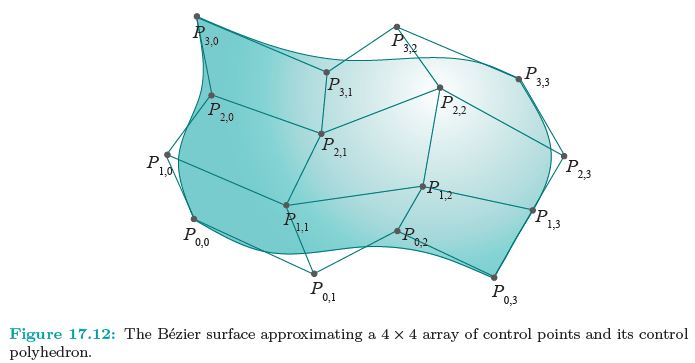 P3,0
P3,2
P3,1
P3,3
P2,0
P2,2
P2,1
P1,0
P2,3
P1,2
P1,1
P1,3
P0,0
P0,2
P0,1
P0,3
Figure 17.12: The Bézier surface approximating a 4 × 4 array of control points and its control
polyhedron.